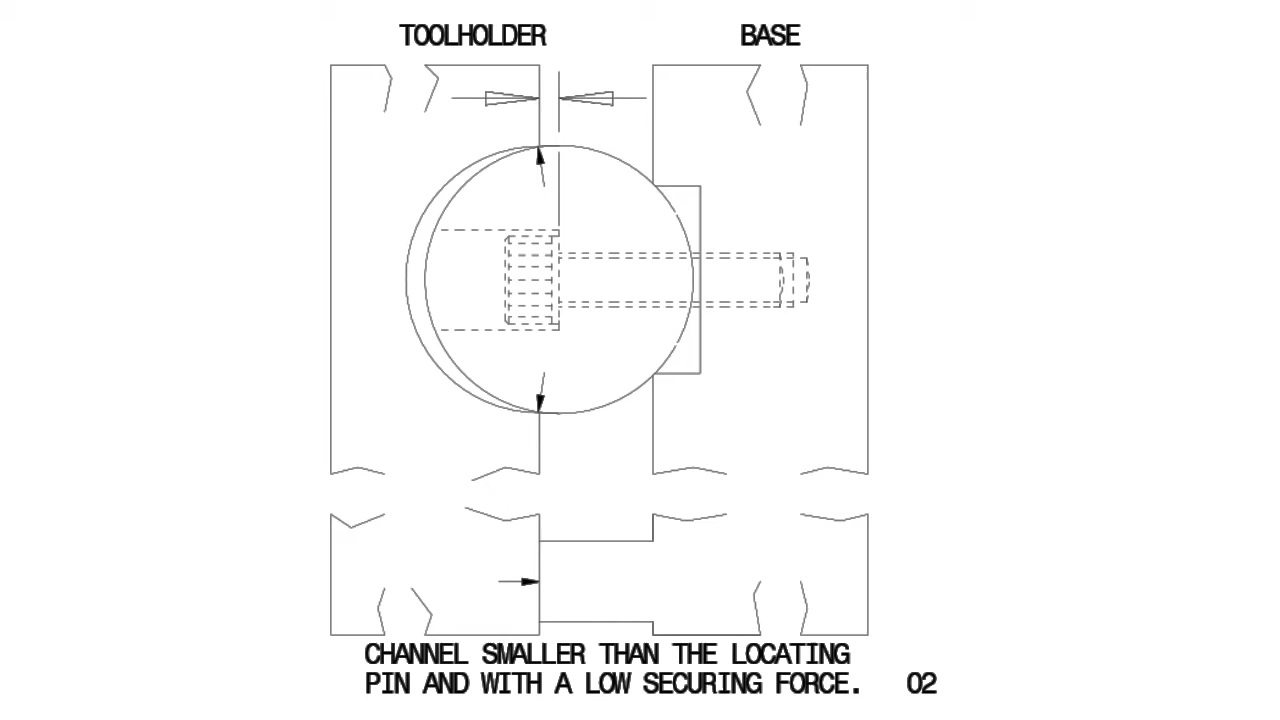 TOOLHOLDER BASE
CHANNEL SMALLER THAN THE LOCATING
PIN AND WITH A LOW SECURING FORCE. 02